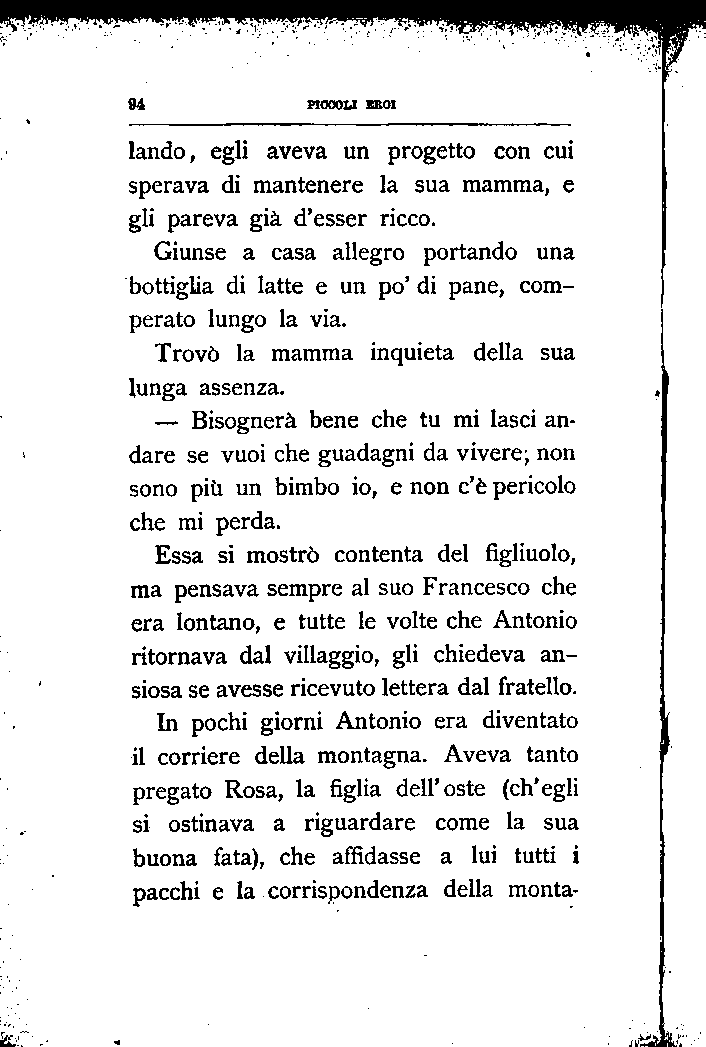 94 PICCOLI EROI
lando, egli aveva un progetto con cui
sperava di mantenere la sua mamma, e
gli pareva già d'esser ricco.
Giunse a casa allegro portando una
bottiglia di latte e un po' di pane, com-
perato lungo la via.
Trovò la mamma inquieta della sua
lunga assenza.
— Bisognerà bene che tu mi lasci an-
dare se vuoi che guadagni da vivere; non
sono più un bimbo io, e non c'è pericolo
che mi perda.
Essa si mostrò contenta del figliuolo,
ma pensava sempre al suo Francesco che
era lontano, e tutte le volte che Antonio
ritornava dal villaggio, gli chiedeva an-
siosa se avesse ricevuto lettera dal fratello.
In pochi giorni Antonio era diventato
il corriere della montagna. Aveva tanto
pregato Rosa, la figlia dell'oste (ch'egli
si ostinava a riguardare come la sua
buona fata), che affidasse a lui tutti i
pacchi e la corrispondenza della monta-